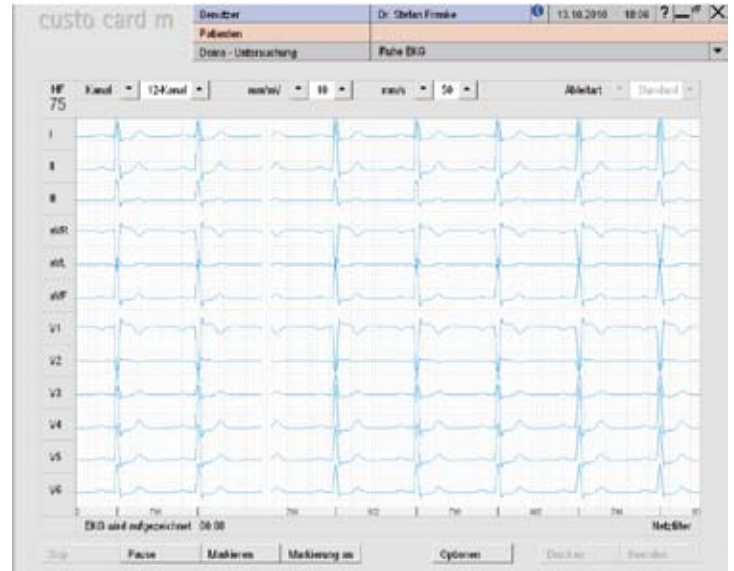 custo card m
Benutzer Dr. Stefan Franke 13.10.2010 18:06 ? X
Patienten
Demo - Untersuchung Ruhe EKG
HF Kanal 12-Kanal mm/mV 10 mm/s 50 Ableitart Standard
75
I
II
III
aVR
aVL
aVF
V1
V2
V3
V4
V5
V6
EKG wird aufgezeichnet 00:08 Netzfilter
Stop Pause Markieren Markierung an Optionen Drucken Beenden